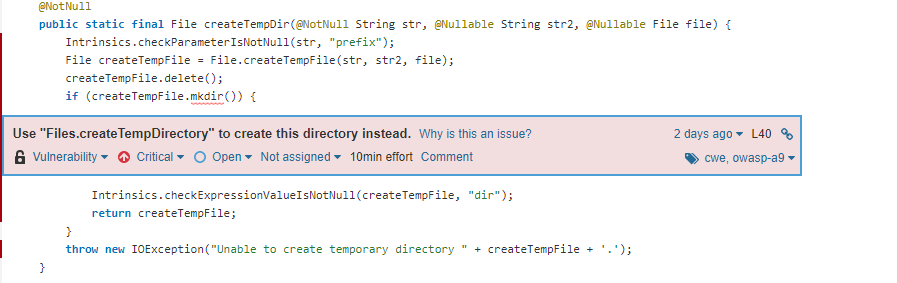 @NotNull
public static final File createTempDir(@NotNull String str, @Nullable String str2, @Nullable File file) {
Intrinsics.checkParameterIsNotNull(str, "prefix");
File createTempFile = File.createTempFile(str, str2, file);
createTempFile.delete();
if (createTempFile.mkdir()) {
Use "Files.createTempDirectory" to create this directory instead. Why is this an issue? 2 days ago L40
Vulnerability Critical Open Not assigned 10min effort Comment cwe, owasp-a9
Intrinsics.checkExpressionValueIsNotNull(createTempFile, "dir");
return createTempFile;
}
throw new IOException("Unable to create temporary directory " + createTempFile + '.');
}